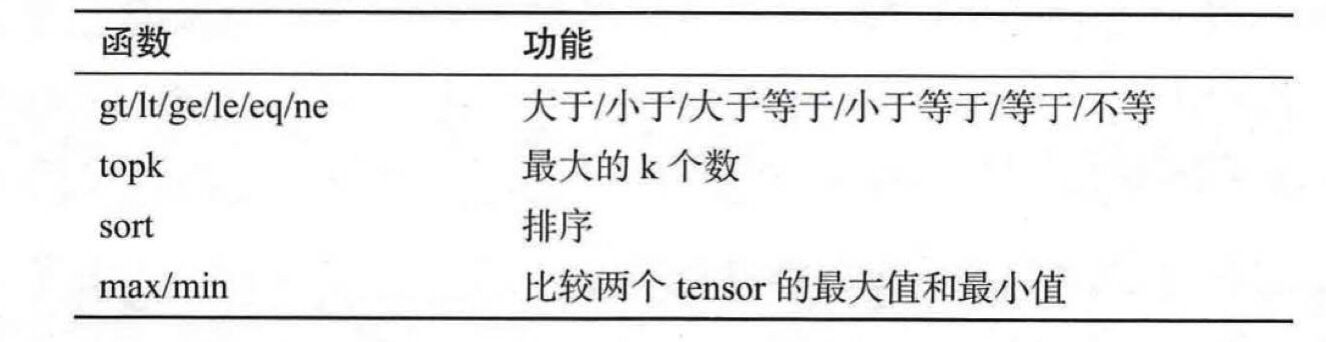 函数 功能
gt/lt/ge/le/eq/ne 大于/小于/大于等于/小于等于/等于/不等
topk 最大的 k 个数
sort 排序
max/min 比较两个 tensor 的最大值和最小值